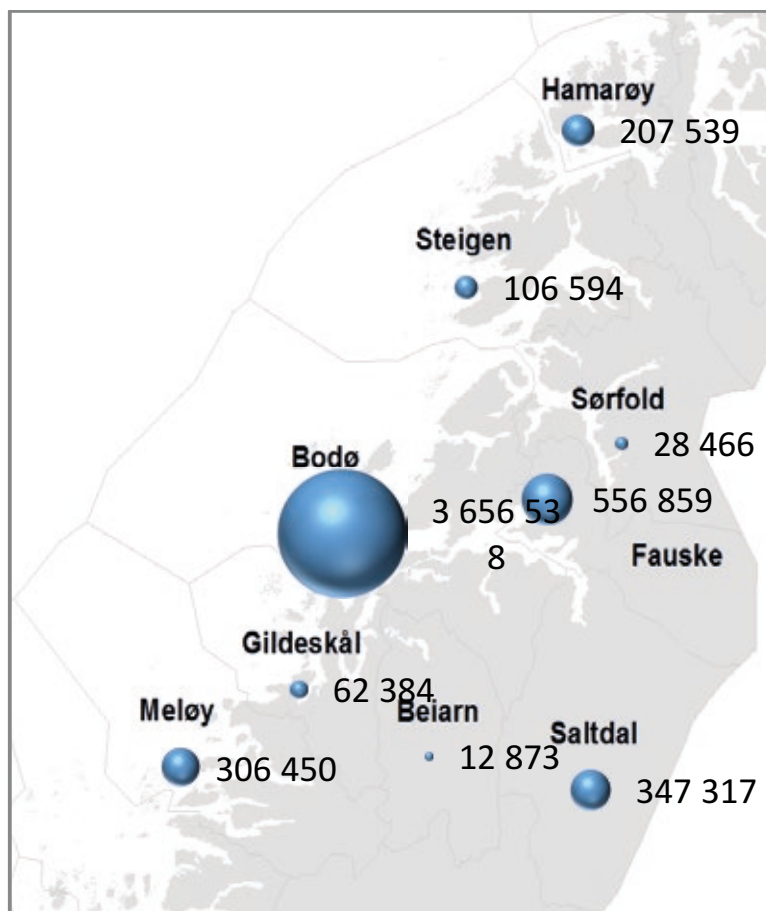 Hamarøy
207 539
Steigen
106 594
Sørfold
28 466
Bodø
3 656 53
8
556 859
Fauske
Gildeskål
62 384
Meløy
306 450
Beiarn
12 873
Saltdal
347 317